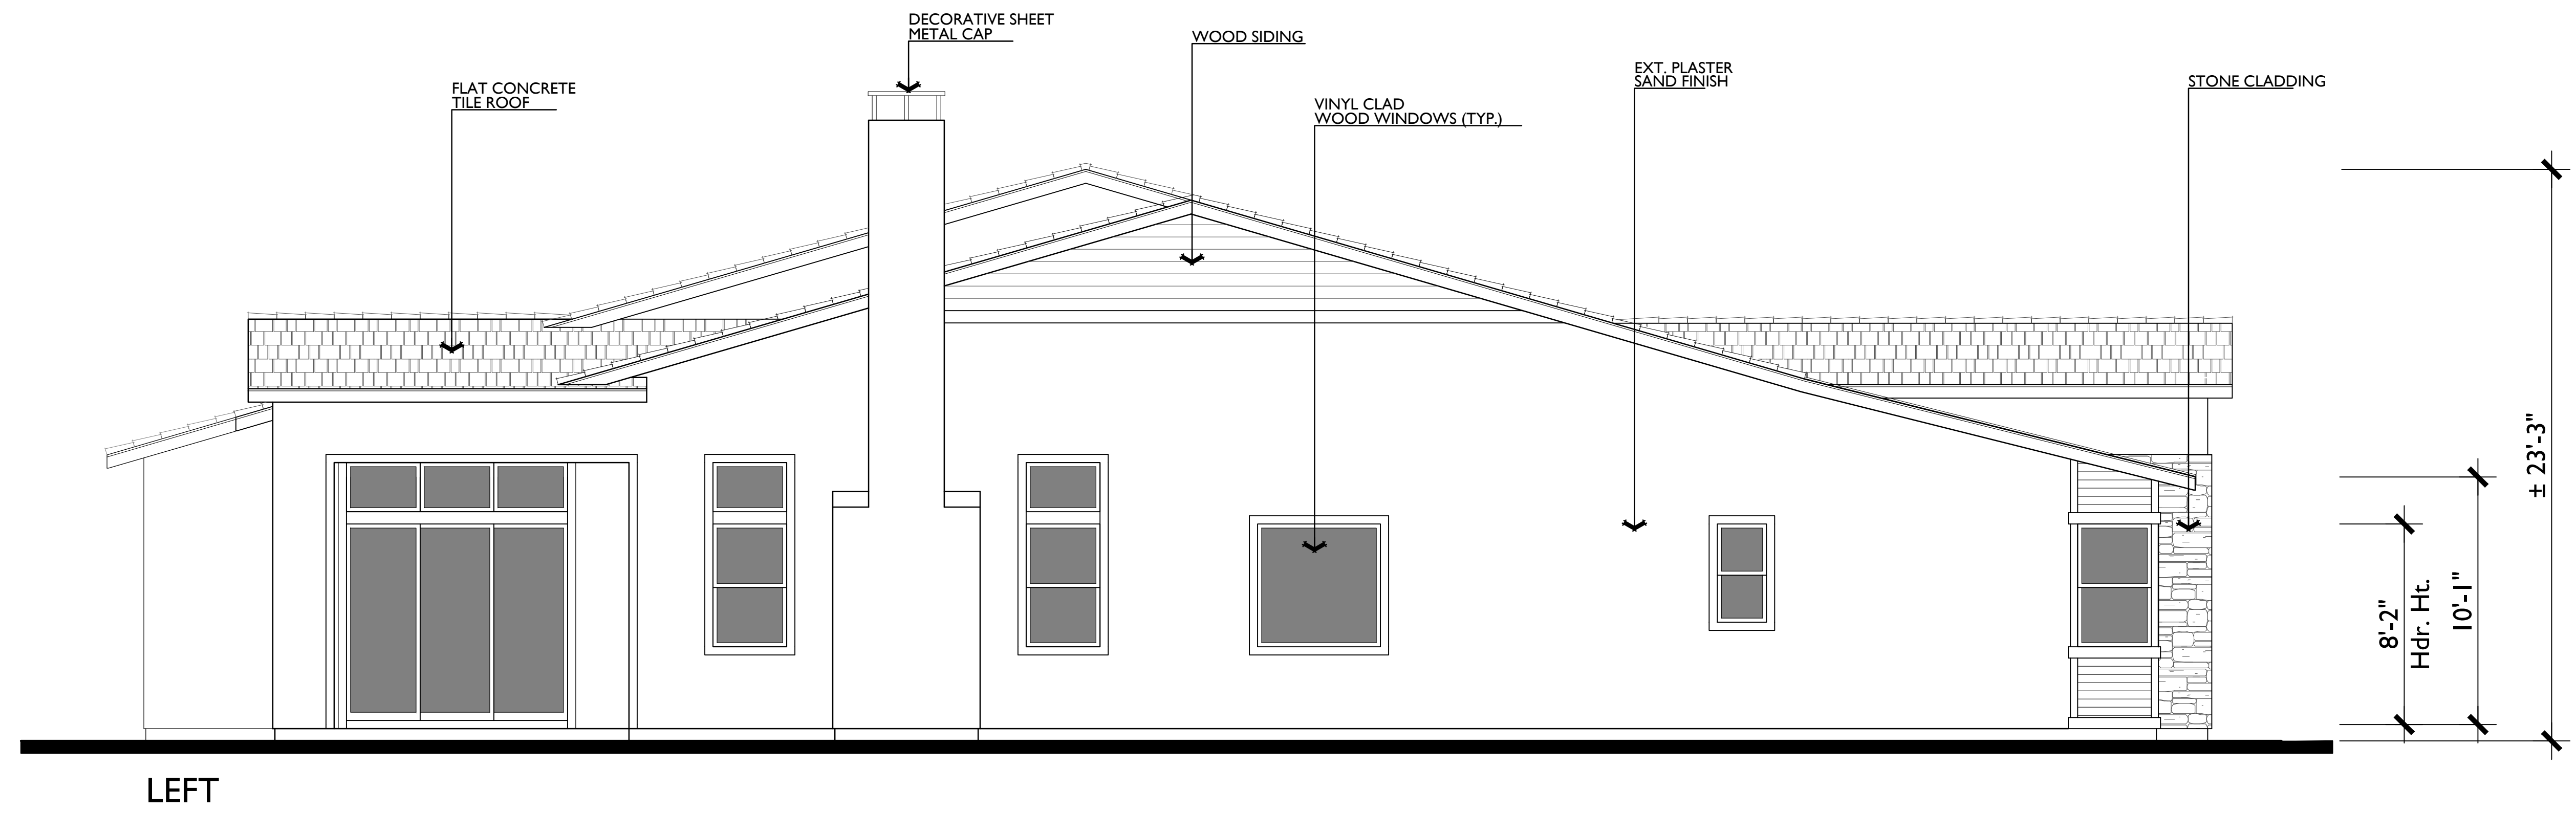 DECORATIVE SHEET
METAL CAP
WOOD SIDING
EXT. PLASTER
SAND FINISH
STONE CLADDING
FLAT CONCRETE
TILE ROOF
VINYL CLAD
WOOD WINDOWS (TYP.)
± 23'-3"
8'-2"
Hdr. Ht.
10'-1"
LEFT